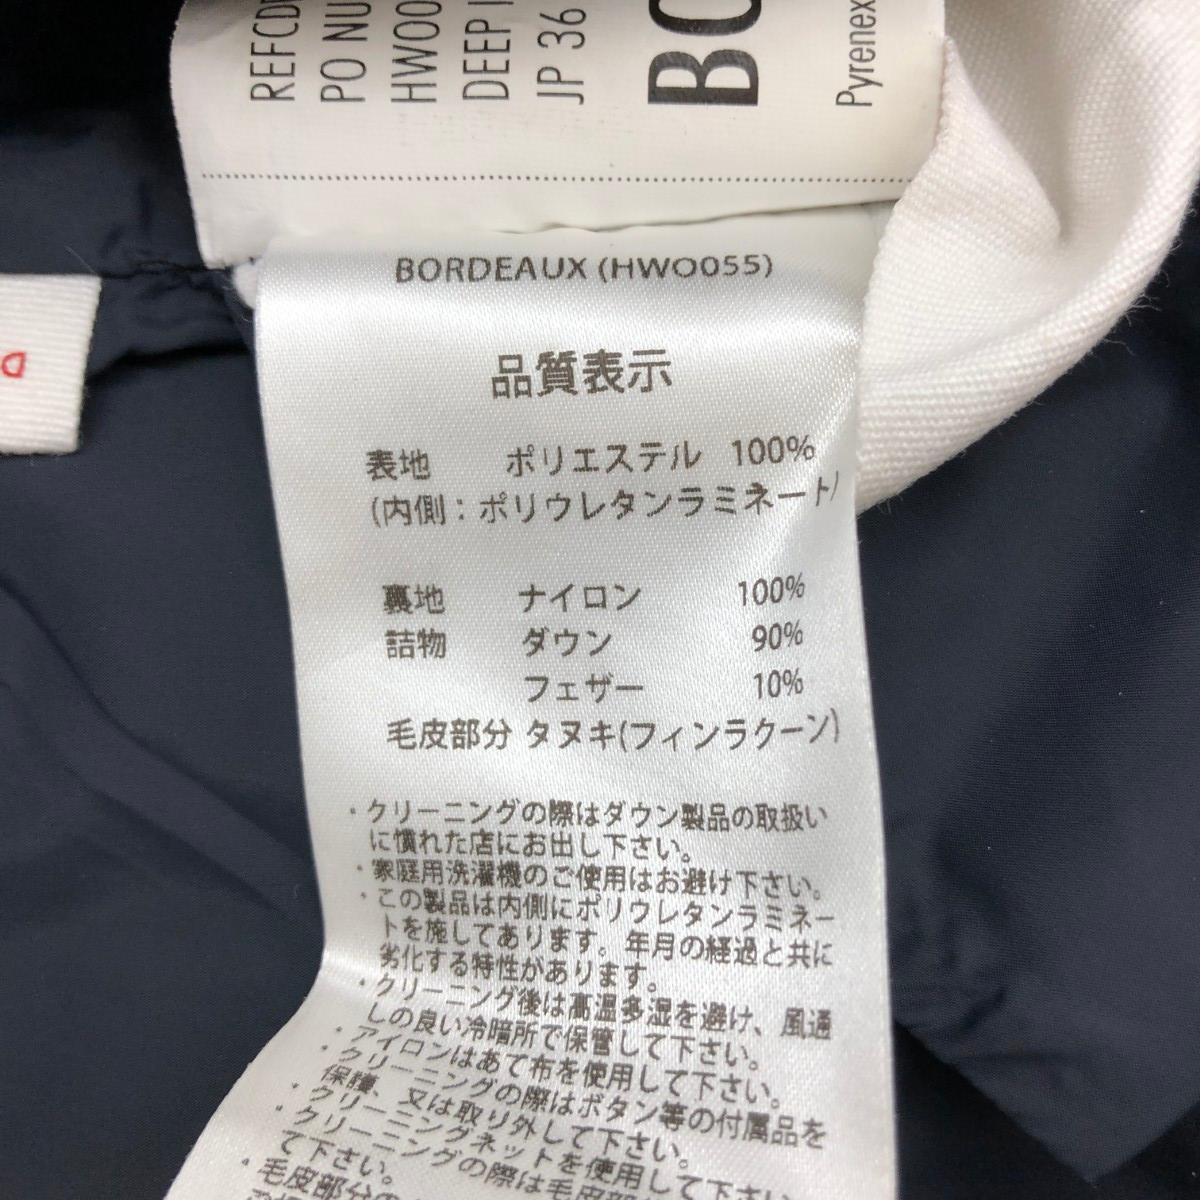 REFCD
PO NU
HWO0
DEEP
JP 36
BO
Pyrenex
BORDEAUX (HWO055)
品質表示
表地 ポリエステル 100%
(内側：ポリウレタンラミネート)
裏地 ナイロン 100%
詰物 ダウン 90%
フェザー 10%
毛皮部分 タヌキ(フィンラクーン)
・クリーニングの際はダウン製品の取扱い
に慣れた店にお出し下さい。
・家庭用洗濯機のご使用はお避け下さい。
・この製品は内側にポリウレタンラミネー
トを施してあります。年月の経過と共に
劣化する特性があります。
・クリーニング後は高温多湿を避け、風通
しの良い冷暗所で保管して下さい。
・アイロンはあて布を使用して下さい。
・クリーニングの際はボタン等の付属品を
保護、又は取り外して下さい。
・クリーニングネットを使用して下さい。
・クリーニングの際は毛皮部分
て下さい。
・毛皮部分の